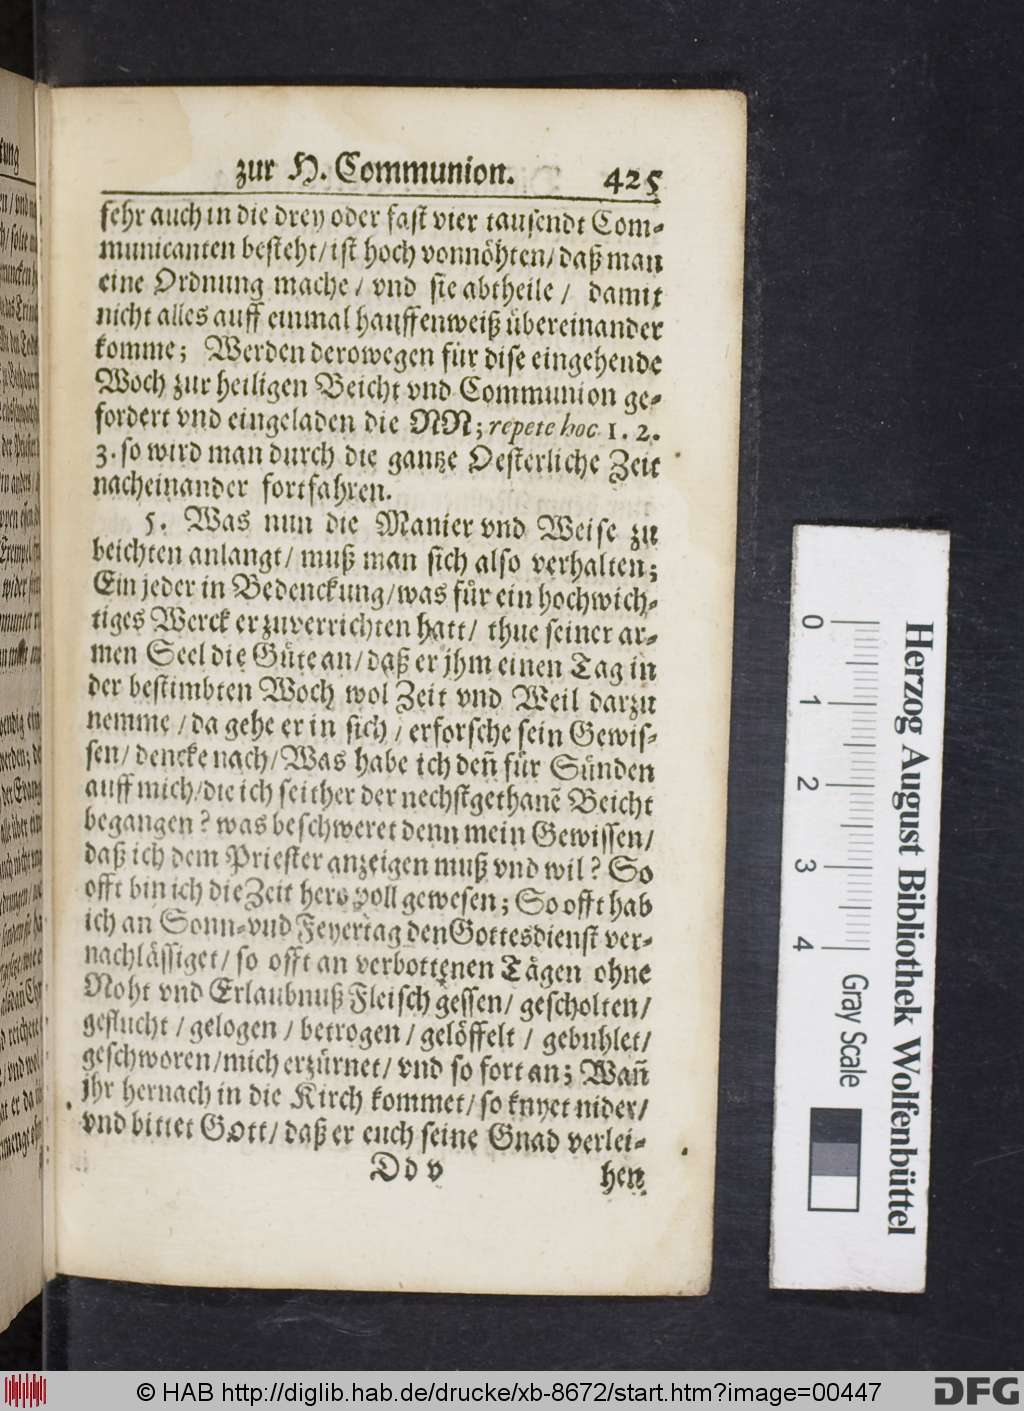 zur H. Communion. 425
sehr auch in die drey oder fast vier tausendt Com-
municanten besteht/ ist hoch vonnöhten/ daß man
eine Ordnung mache/ vnd sie abtheile/ damit
nicht alles auff einmal hauffenweiß übereinander
komme; Werden derowegen für dise eingehende
Woch zur heiligen Beicht vnd Communion ge-
fordert vnd eingeladen die NN; repete hoc 1. 2.
3. so wird man durch die gantze Oesterliche Zeit
nacheinander fortfahren.
5. Was nun die Manier vnd Weise zu
beichten anlangt/ muß man sich also verhalten;
Ein jeder in Bedenckung/ was für ein hochwich-
tiges Werck er zuverrichten hatt/ thue seiner ar-
men Seel die Güte an/ daß er jhm einen Tag in
der bestimbten Woch wol Zeit vnd Weil darzu
nemme/ da gehe er in sich/ erforsche sein Gewis-
sen/ dencke nach/ Was habe ich deñ für Sünden
auff mich/ die ich seither der nechstgethanẽ Beicht
begangen? was beschweret denn mein Gewissen/
daß ich dem Priester anzeigen muß vnd wil? So
offt bin ich die Zeit hero voll gewesen; So offt hab
ich an Sonn-vnd Feyertag den Gottesdienst ver-
nachlässiget/ so offt an verbottenen Tägen ohne
Noht vnd Erlaubnuß Fleisch gessen/ gescholten/
geflucht/ gelogen/ betrogen/ gelöffelt/ gebuhlet/
geschworen/ mich erzürnet/ vnd so fort an; Wañ
jhr hernach in die Kirch kommet/ so knyet nider/
vnd bittet Gott/ daß er euch seine Gnad verlei-
Dd v hen
0 1 2 3 4
Gray Scale
Herzog August Bibliothek Wolfenbüttel
© HAB http://diglib.hab.de/drucke/xb-8672/start.htm?image=00447
DFG